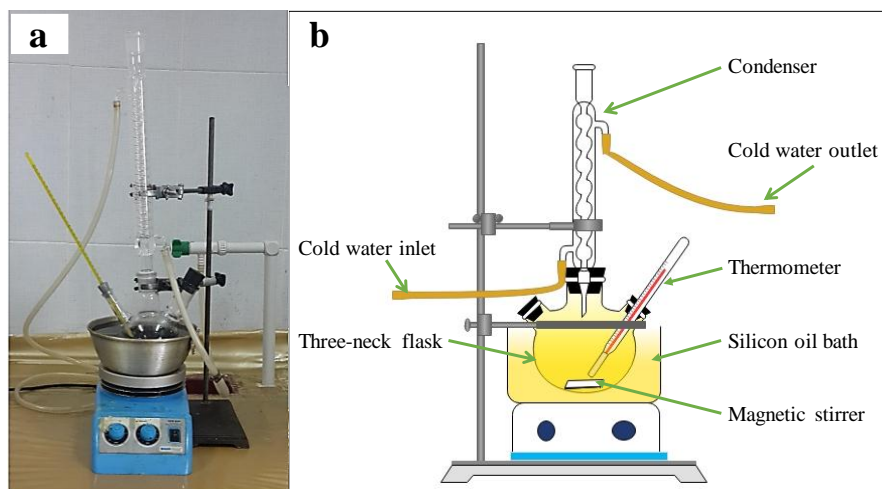 a
b
Condenser
Cold water outlet
Cold water inlet
Thermometer
Three-neck flask
Silicon oil bath
Magnetic stirrer